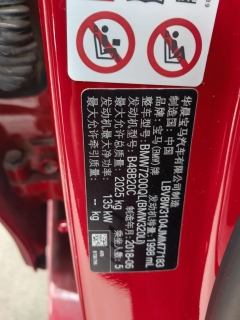 华晨宝马汽车有限公司制造
制造国：中国 LBV8W3104JMM77183
品牌：宝马(BMW)牌
整车型号：BMW7200QQ(BMW320Li)
发动机型号：B48B20C 发动机排量：1998 mL
最大允许总质量：2025 kg 制造年月：2018-06
发动机最大净功率：135 kW 乘坐人数：5
最大允许牵引质量：-- kg